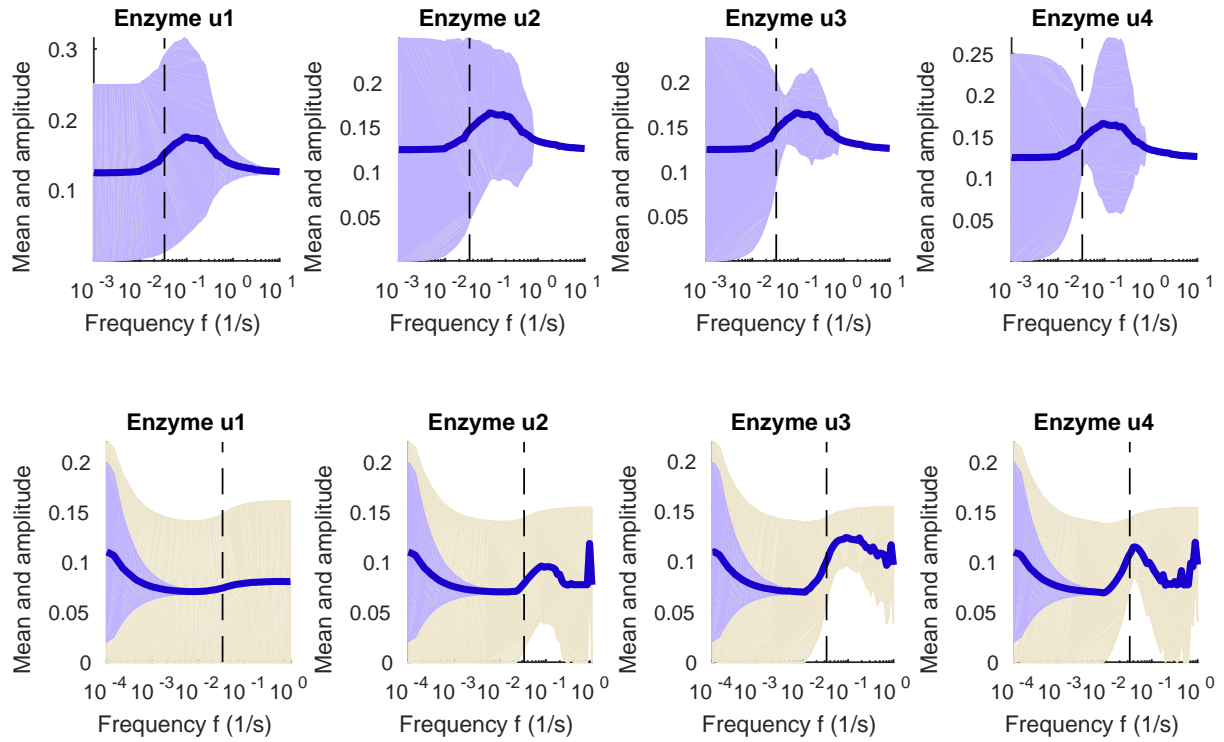 Enzyme u1
Mean and amplitude
0.3
0.2
0.1
10^-3 10^-2 10^-1 10^0 10^1
Frequency f (1/s)
Enzyme u2
Mean and amplitude
0.2
0.15
0.1
0.05
10^-3 10^-2 10^-1 10^0 10^1
Frequency f (1/s)
Enzyme u3
Mean and amplitude
0.2
0.15
0.1
0.05
10^-3 10^-2 10^-1 10^0 10^1
Frequency f (1/s)
Enzyme u4
Mean and amplitude
0.25
0.2
0.15
0.1
0.05
10^-3 10^-2 10^-1 10^0 10^1
Frequency f (1/s)
Enzyme u1
Mean and amplitude
0.2
0.15
0.1
0.05
0
10^-4 10^-3 10^-2 10^-1 10^0
Frequency f (1/s)
Enzyme u2
Mean and amplitude
0.2
0.15
0.1
0.05
0
10^-4 10^-3 10^-2 10^-1 10^0
Frequency f (1/s)
Enzyme u3
Mean and amplitude
0.2
0.15
0.1
0.05
0
10^-4 10^-3 10^-2 10^-1 10^0
Frequency f (1/s)
Enzyme u4
Mean and amplitude
0.2
0.15
0.1
0.05
0
10^-4 10^-3 10^-2 10^-1 10^0
Frequency f (1/s)